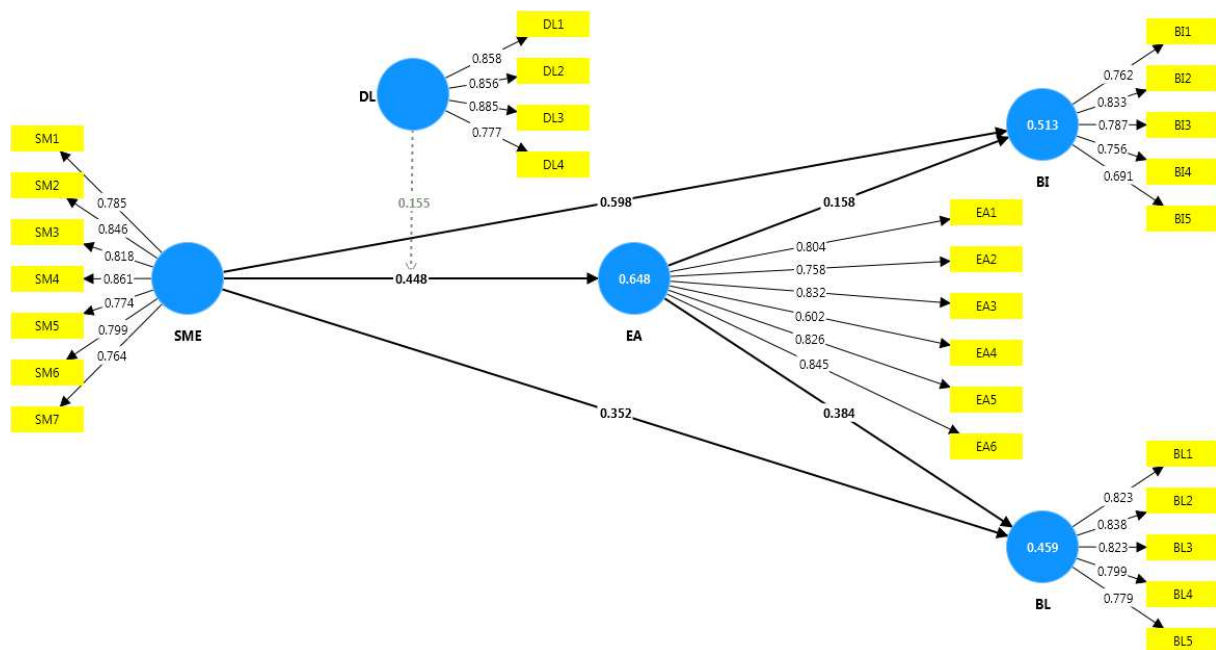 DL1
0.858
DL2
0.856
DL
DL3
0.885
0.777
DL4
BI1
0.762
BI2
0.833
0.513
0.787
BI3
0.756
BI4
0.691
BI
BI5
SM1
0.785
SM2
0.846
SM3
0.818
SM4
0.861
0.774
SM5
0.799
SM6
0.764
SM7
SME
0.155
0.598
0.158
0.448
0.648
EA
0.352
0.384
EA1
0.804
EA2
0.758
0.832
EA3
0.602
EA4
0.826
EA5
0.845
EA6
BL1
0.823
BL2
0.838
0.459
0.823
BL3
0.799
BL4
0.779
BL
BL5